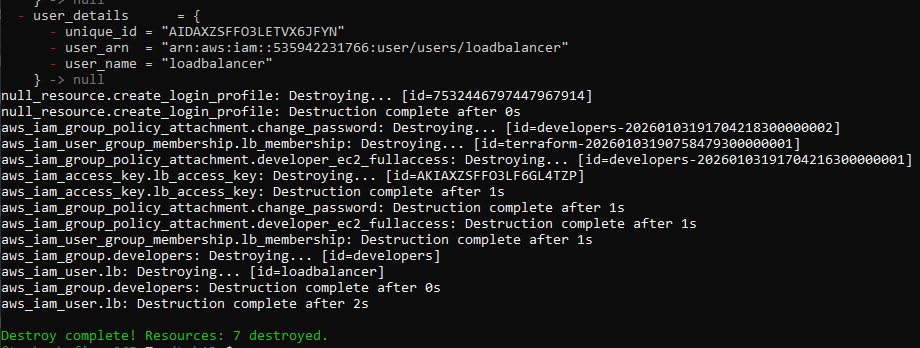 } -> null
- user_details = {
- unique_id = "AIDAXZSFFO3LETVX6JFYN"
- user_arn = "arn:aws:iam::535942231766:user/users/loadbalancer"
- user_name = "loadbalancer"
} -> null
null_resource.create_login_profile: Destroying... [id=7532446797447967914]
null_resource.create_login_profile: Destruction complete after 0s
aws_iam_group_policy_attachment.change_password: Destroying... [id=developers-20260103191704218300000002]
aws_iam_user_group_membership.lb_membership: Destroying... [id=terraform-20260103190758479300000001]
aws_iam_group_policy_attachment.developer_ec2_fullaccess: Destroying... [id=developers-20260103191704216300000001]
aws_iam_access_key.lb_access_key: Destroying... [id=AKIAXZSFFO3LF6GL4TZP]
aws_iam_access_key.lb_access_key: Destruction complete after 1s
aws_iam_group_policy_attachment.change_password: Destruction complete after 1s
aws_iam_group_policy_attachment.developer_ec2_fullaccess: Destruction complete after 1s
aws_iam_user_group_membership.lb_membership: Destruction complete after 1s
aws_iam_group.developers: Destroying... [id=developers]
aws_iam_user.lb: Destroying... [id=loadbalancer]
aws_iam_group.developers: Destruction complete after 0s
aws_iam_user.lb: Destruction complete after 2s
Destroy complete! Resources: 7 destroyed.